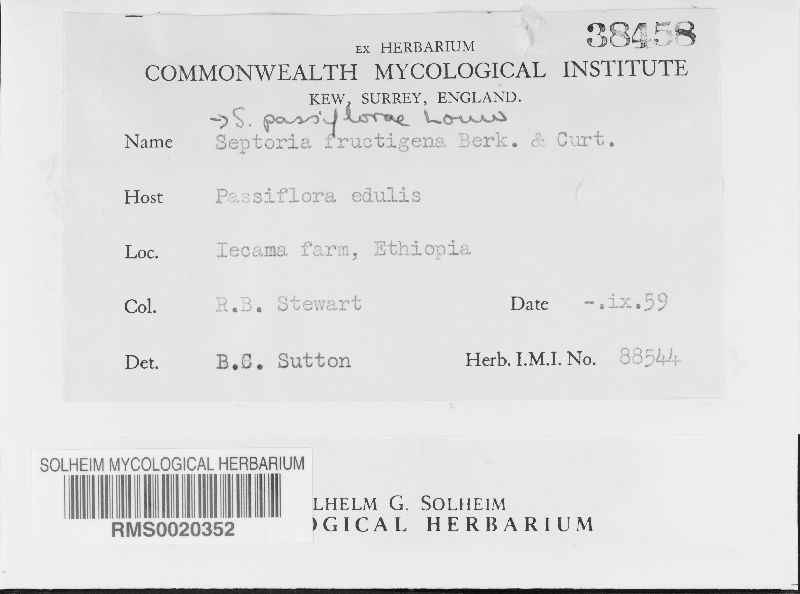 38458
EX HERBARIUM
COMMONWEALTH MYCOLOGICAL INSTITUTE
KEW, SURREY, ENGLAND.
→ S. passiflorae Louw
Name Septoria fructigena Berk. & Curt.
Host Passiflora edulis
Loc. Iecama farm, Ethiopia
Col. R.B. Stewart Date -.ix.59
Det. B.C. Sutton Herb. I.M.I. No. 88544
SOLHEIM MYCOLOGICAL HERBARIUM
RMS0020352
LHELM G. SOLHEIM
OGICAL HERBARIUM